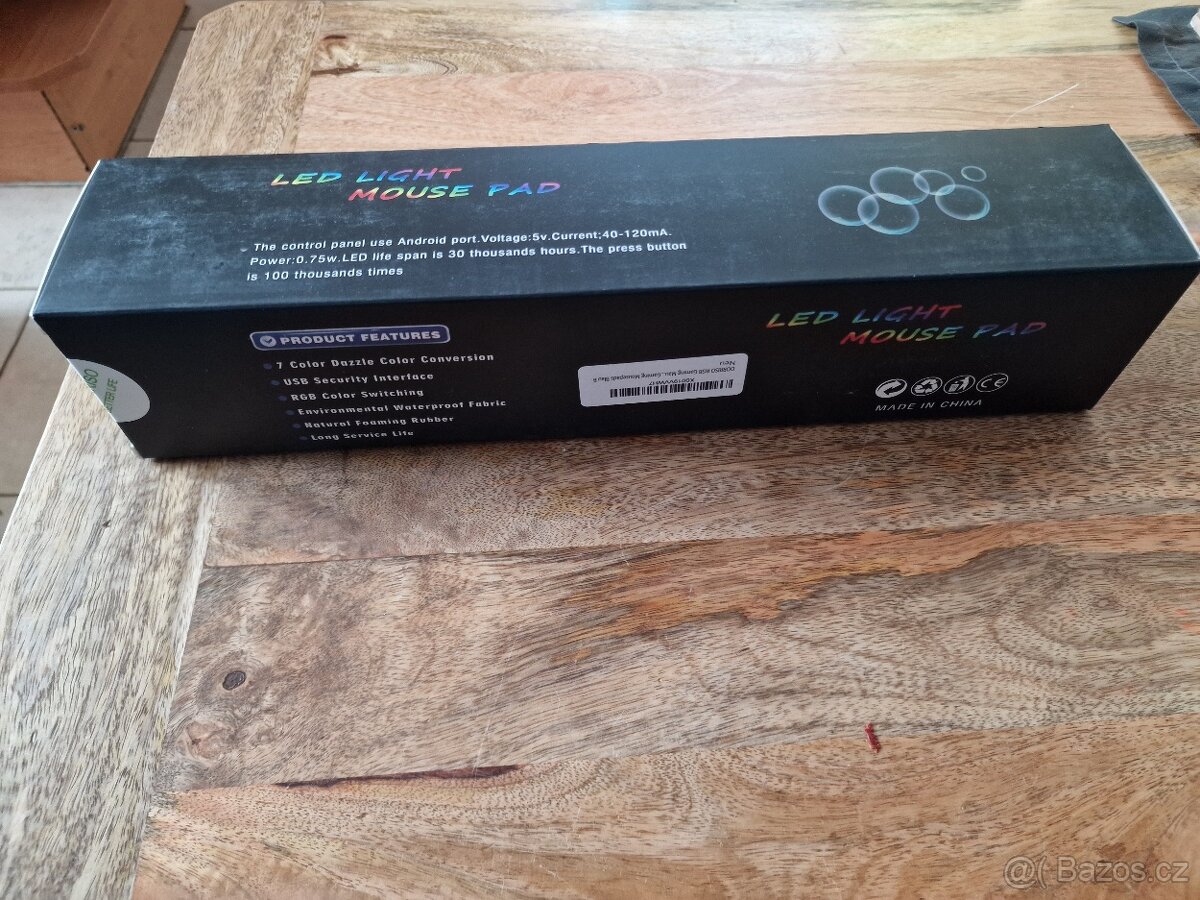 LED LIGHT
MOUSE PAD
The control panel use Android port.Voltage:5v.Current;40-120mA.
Power:0.75w.LED life span is 30 thousands hours.The press button
is 100 thousands times
PRODUCT FEATURES
7 Color Dazzle Color Conversion
USB Security Interface
RGB Color Switching
Environmental Waterproof Fabric
Natural Foaming Rubber
Long Service Life
LED LIGHT
MOUSE PAD
CE
MADE IN CHINA
Neu
@( Bazos.cz